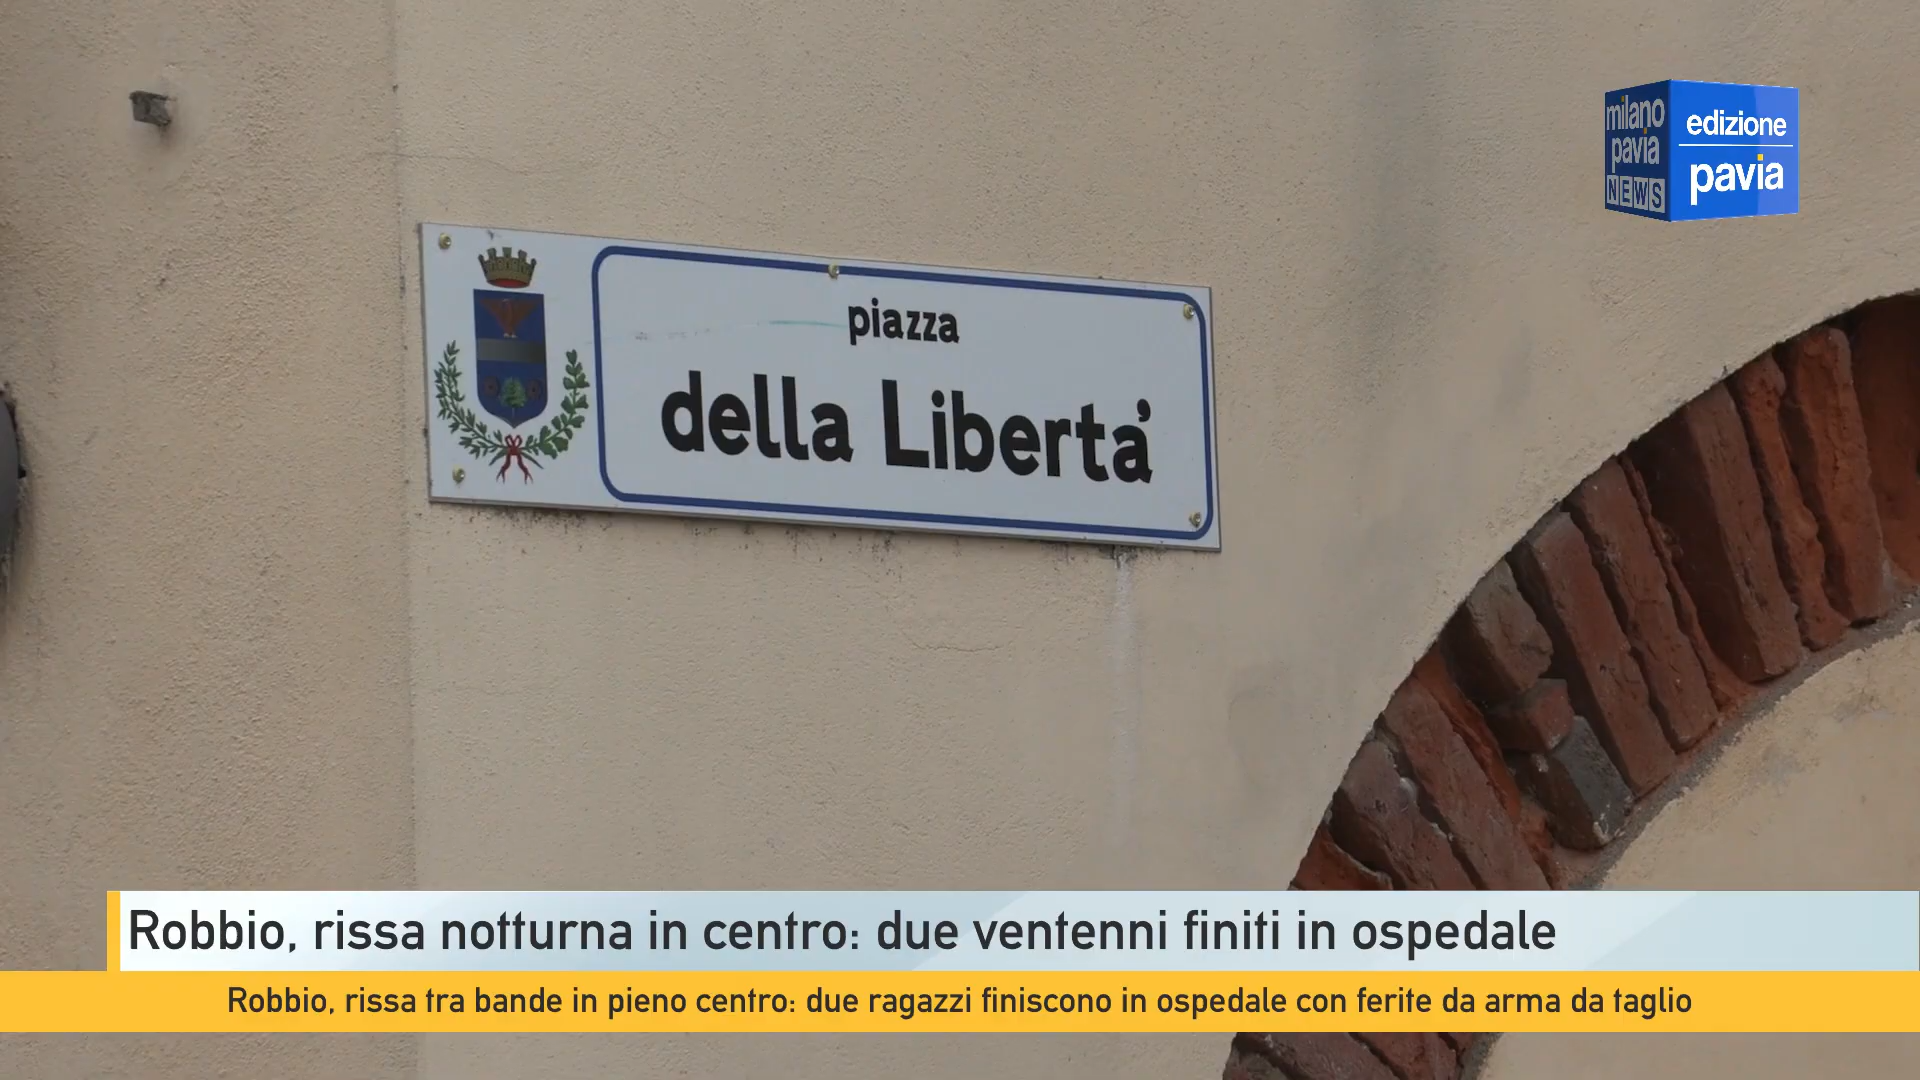 milano
pavia
NEWS
edizione
pavia
piazza
della Liberta'
Robbio, rissa notturna in centro: due ventenni finiti in ospedale
Robbio, rissa tra bande in pieno centro: due ragazzi finiscono in ospedale con ferite da arma da taglio